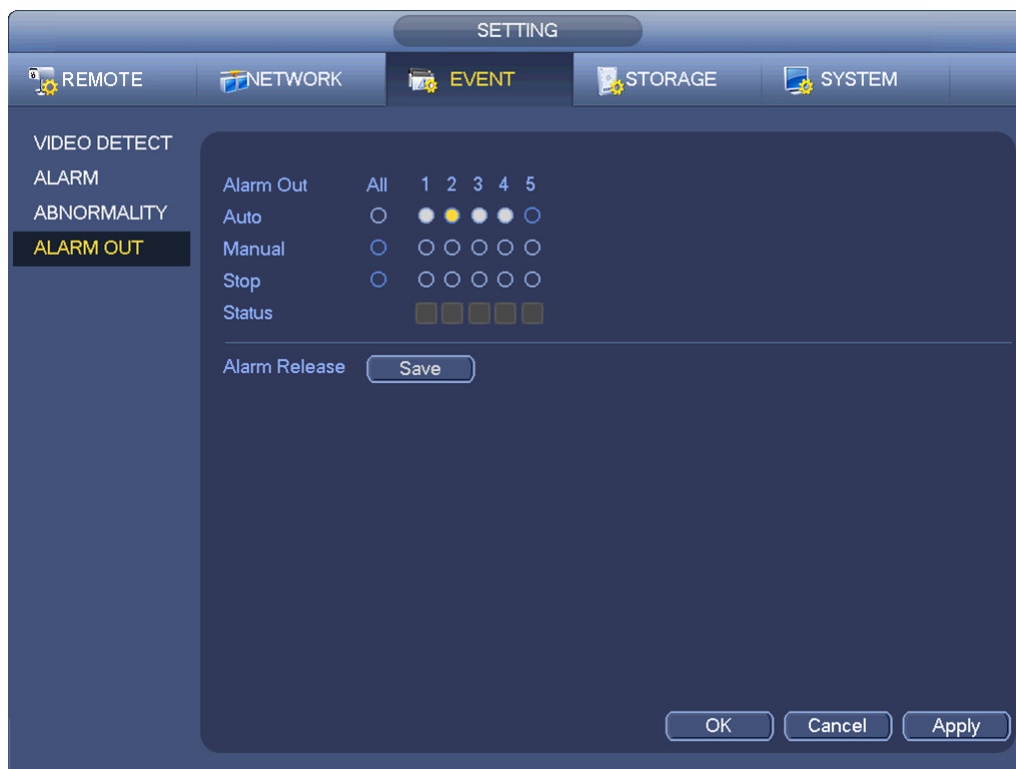 SETTING
REMOTE NETWORK EVENT STORAGE SYSTEM
VIDEO DETECT
ALARM
ABNORMALITY
ALARM OUT
Alarm Out All 1 2 3 4 5
Auto
Manual
Stop
Status
Alarm Release Save
OK Cancel Apply